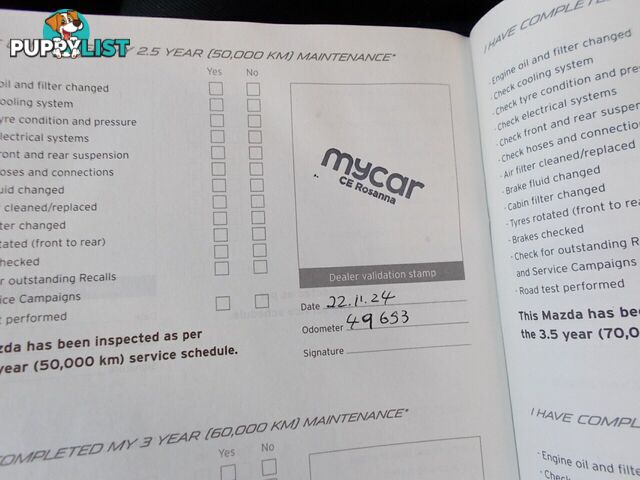 PUPPYLIST
Y 2.5 YEAR (50,000 KM) MAINTENANCE*
Yes No
oil and filter changed
ooling system
yre condition and pressure
lectrical systems
ront and rear suspension
oses and connections
uid changed
cleaned/replaced
ter changed
tated (front to rear)
hecked
r outstanding Recalls
ice Campaigns
t performed
zda has been inspected as per
year (50,000 km) service schedule.
mycar
CE Rosanna
Dealer validation stamp
Date 22.11.24
Odometer 49653
Signature
OMPLETED MY 3 YEAR (60,000 KM) MAINTENANCE*
Yes No
I HAVE COMPLETE
· Engine oil and filter changed
· Check cooling system
· Check tyre condition and pre
· Check electrical systems
· Check front and rear suspens
· Check hoses and connectio
· Air filter cleaned/replaced
· Brake fluid changed
· Cabin filter changed
· Tyres rotated (front to rea
· Brakes checked
· Check for outstanding R
and Service Campaigns
· Road test performed
This Mazda has bee
the 3.5 year (70,0
I HAVE COMPL
· Engine oil and filte
· Check